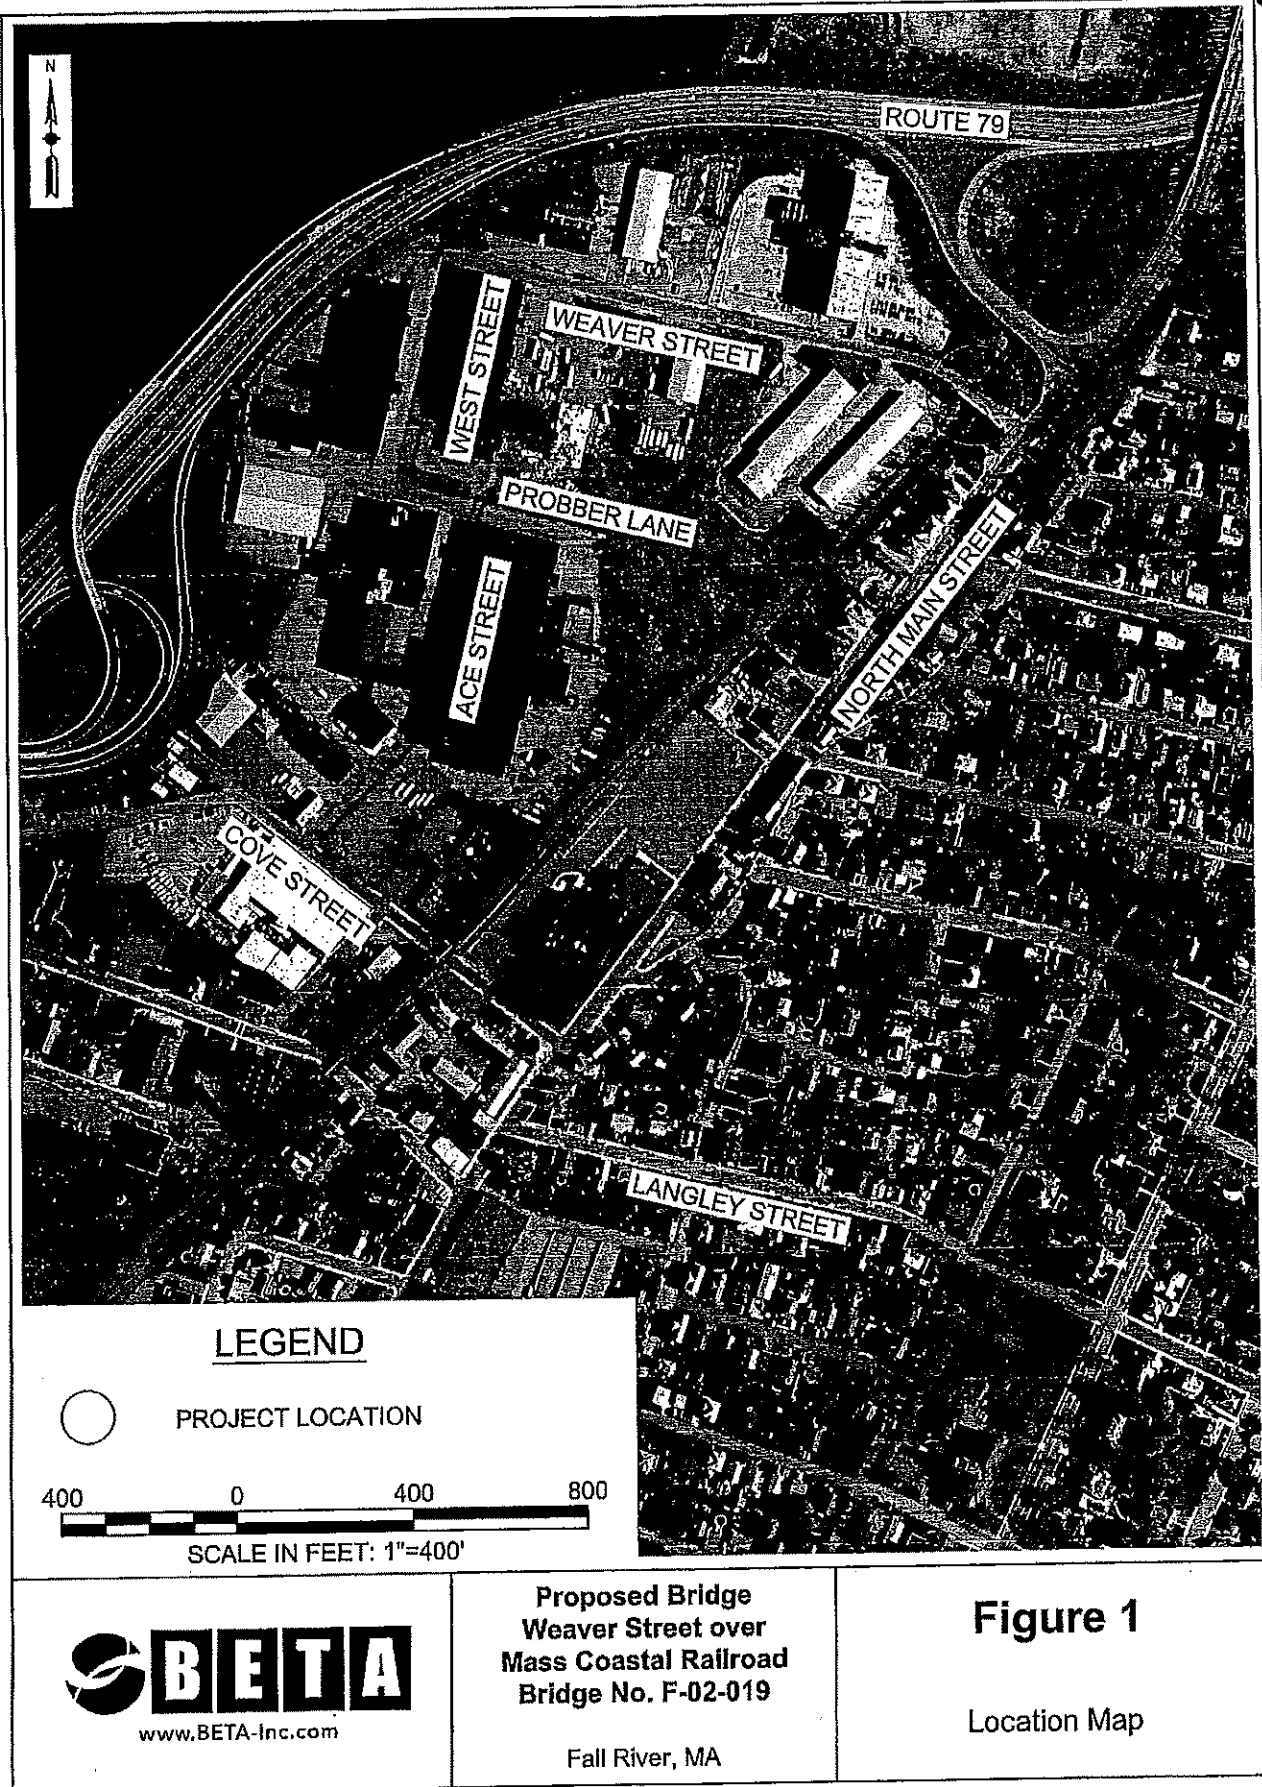 N
ROUTE 79
WEST STREET
WEAVER STREET
PROBBER LANE
ACE STREET
NORTH MAIN STREET
COVE STREET
LANGLEY STREET
LEGEND
PROJECT LOCATION
400 0 400 800
SCALE IN FEET: 1"=400'
BETA
www.BETA-Inc.com
Proposed Bridge
Weaver Street over
Mass Coastal Railroad
Bridge No. F-02-019
Fall River, MA
Figure 1
Location Map